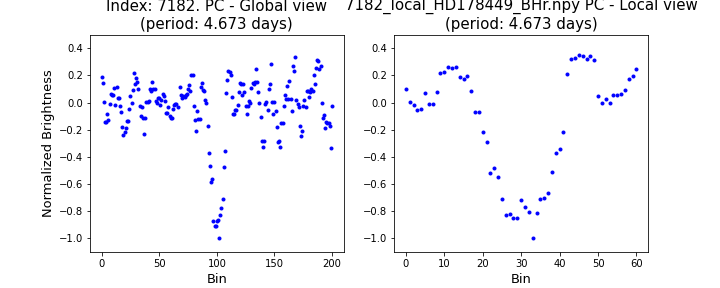 Index: 7182. PC - Global view
(period: 4.673 days)
7182_local_HD178449_BHr.npy PC - Local view
(period: 4.673 days)
Normalized Brightness
0.4
0.2
0.0
−0.2
−0.4
−0.6
−0.8
−1.0
0 50 100 150 200
Bin
0.4
0.2
0.0
−0.2
−0.4
−0.6
−0.8
−1.0
0 10 20 30 40 50 60
Bin